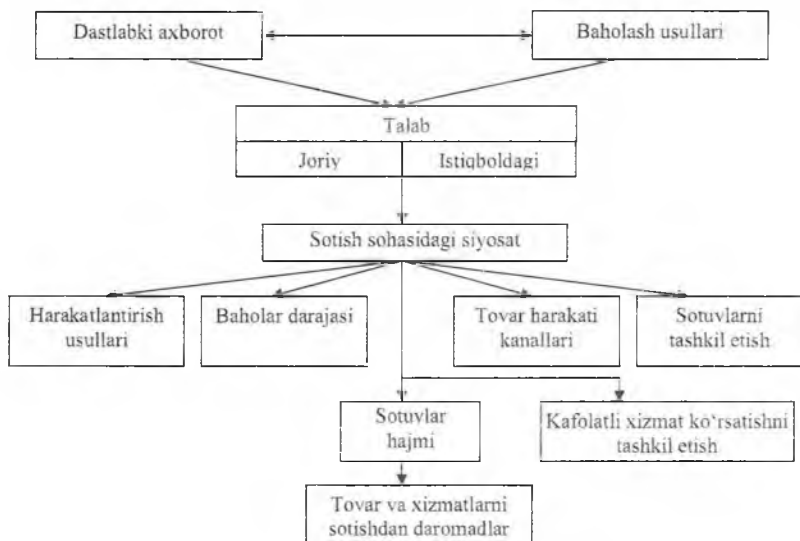 Dastlabki axborot
Baholash usullari
Talab
Joriy
Istiqboldagi
Sotish sohasidagi siyosat
Harakatlantirish
usullari
Baholar darajasi
Tovar harakati
kanallari
Sotuvlarni
tashkil etish
Sotuvlar
hajmi
Kafolatli xizmat ko‘rsatishni
tashkil etish
Tovar va xizmatlarni
sotishdan daromadlar